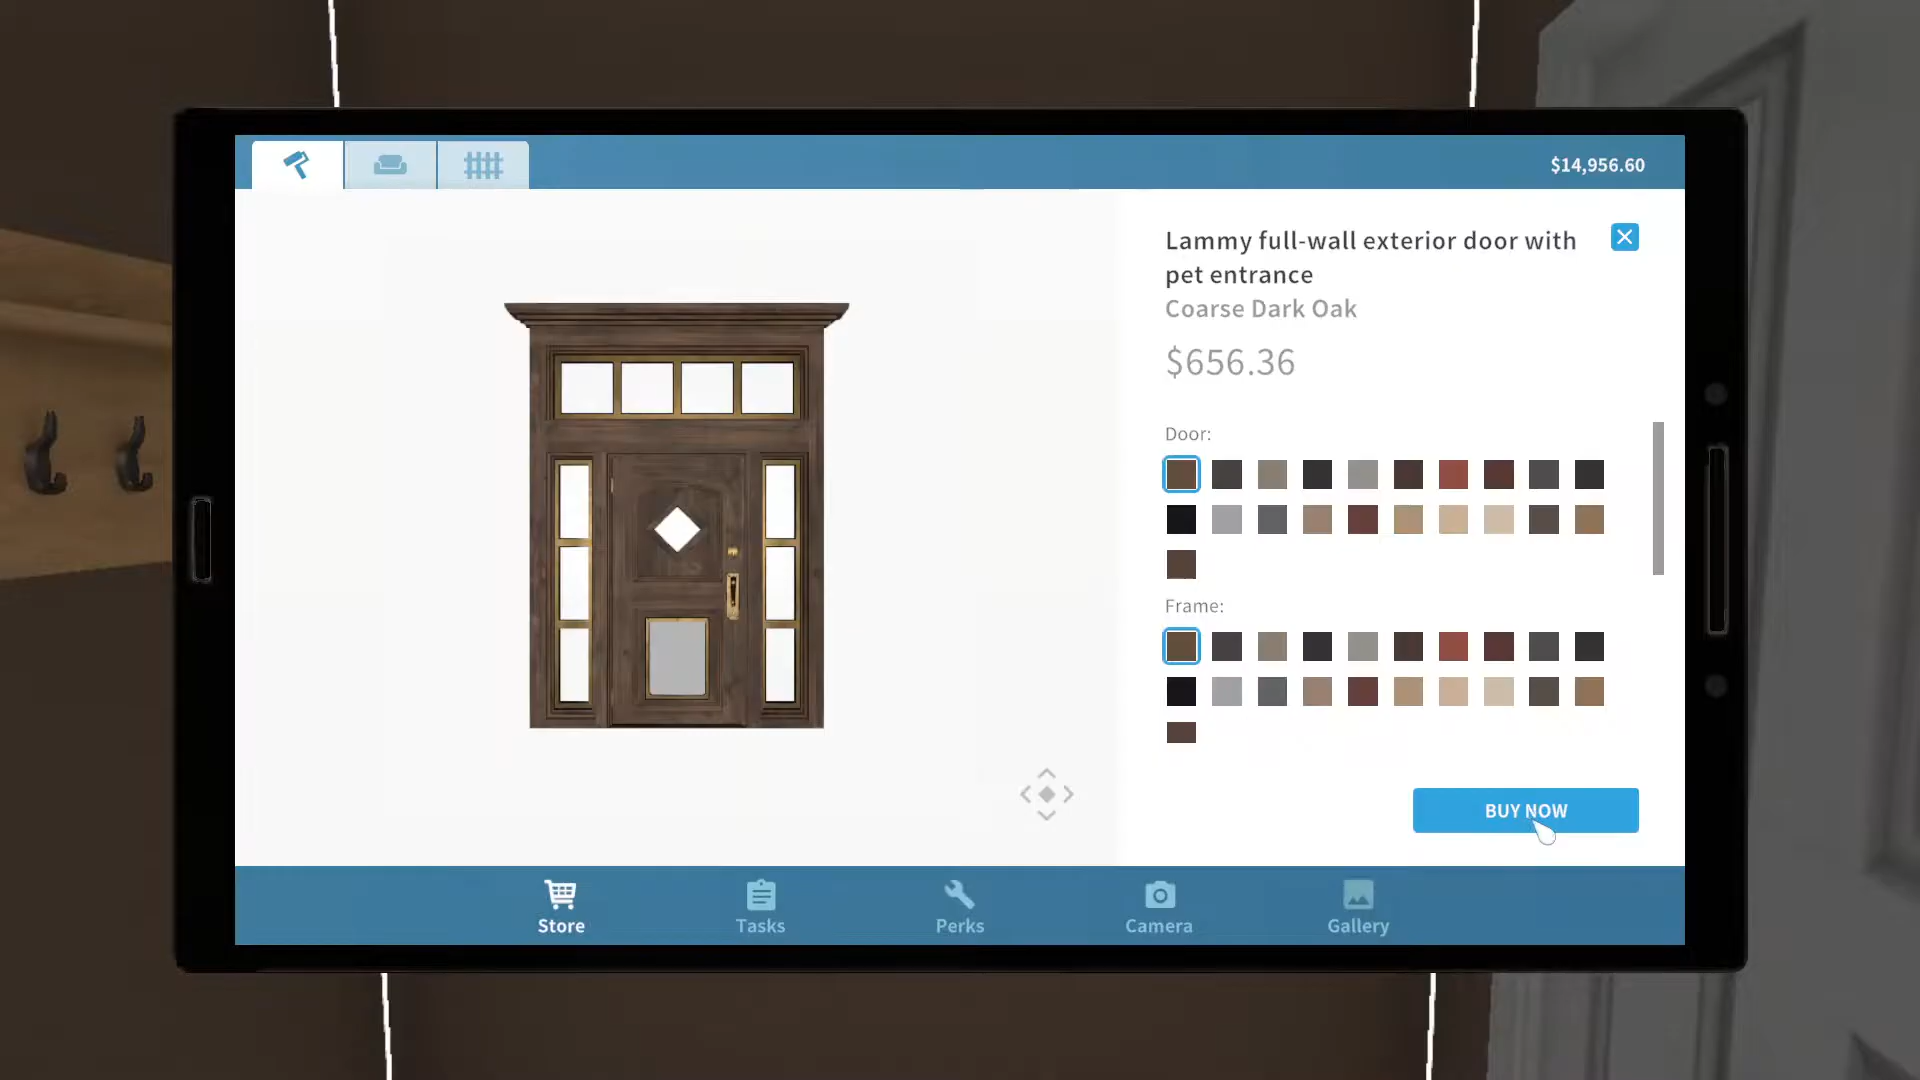 $14,956.60
Lammy full-wall exterior door with
pet entrance
Coarse Dark Oak
$656.36
Door:
Frame:
BUY NOW
Store
Tasks
Perks
Camera
Gallery